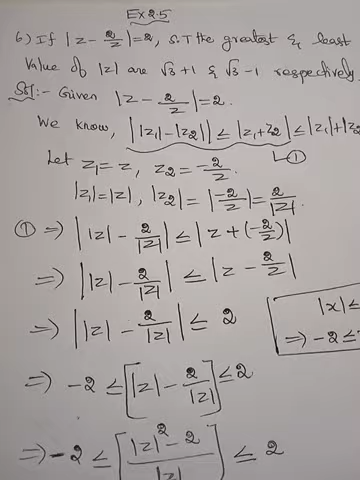 Ex 2.5
6) If |z - 2/z| = 2, S.T the greatest & least
value of |z| are √3 + 1 & √3 - 1 respectively.
Sol:- Given |z - 2/z| = 2.
We know, ||z₁| - |z₂|| ≤ |z₁ + z₂| ≤ |z₁| + |z₂
①
Let z₁ = z, z₂ = -2/z
|z₁| = |z|, |z₂| = |-2/z| = 2/|z|.
① ⇒ ||z| - 2/|z|| ≤ |z + (-2/z)|
⇒ ||z| - 2/|z|| ≤ |z - 2/z|
⇒ ||z| - 2/|z|| ≤ 2
|x| ≤
⇒ -2 ≤
⇒ -2 ≤ [|z| - 2/|z|] ≤ 2
⇒ -2 ≤ [|z|² - 2 / |z|] ≤ 2